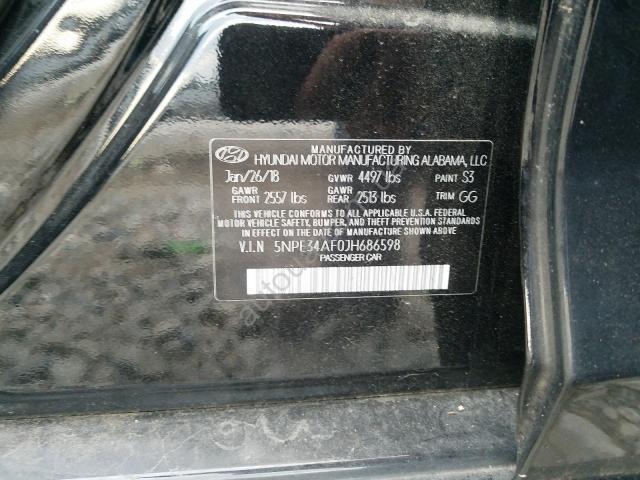 MANUFACTURED BY
HYUNDAI MOTOR MANUFACTURING ALABAMA, LLC
Jan/26/18 GVWR 4497 lbs PAINT S3
GAWR FRONT 2557 lbs GAWR REAR 2513 lbs TRIM GG
THIS VEHICLE CONFORMS TO ALL APPLICABLE U.S.A. FEDERAL
MOTOR VEHICLE SAFETY, BUMPER, AND THEFT PREVENTION
STANDARDS IN EFFECT ON THE DATE OF
MANUFACTURE SHOWN ABOVE.
V.I.N 5NPE34AF0JH686598
PASSENGER CAR